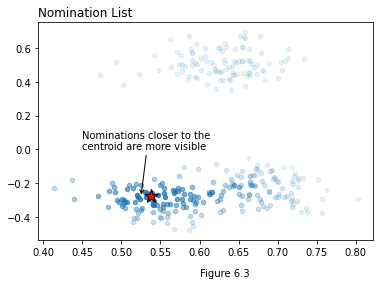 Nomination List
0.6
0.4
0.2
0.0
−0.2
−0.4
Nominations closer to the
centroid are more visible
0.40 0.45 0.50 0.55 0.60 0.65 0.70 0.75 0.80
Figure 6.3